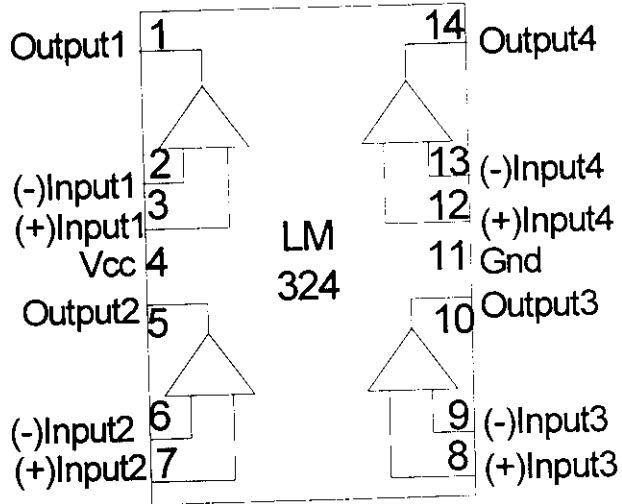 Output1 1 14 Output4
(-)Input1 2 13 (-)Input4
(+)Input1 3 12 (+)Input4
LM
324
Vcc 4 11 Gnd
Output2 5 10 Output3
(-)Input2 6 9 (-)Input3
(+)Input2 7 8 (+)Input3